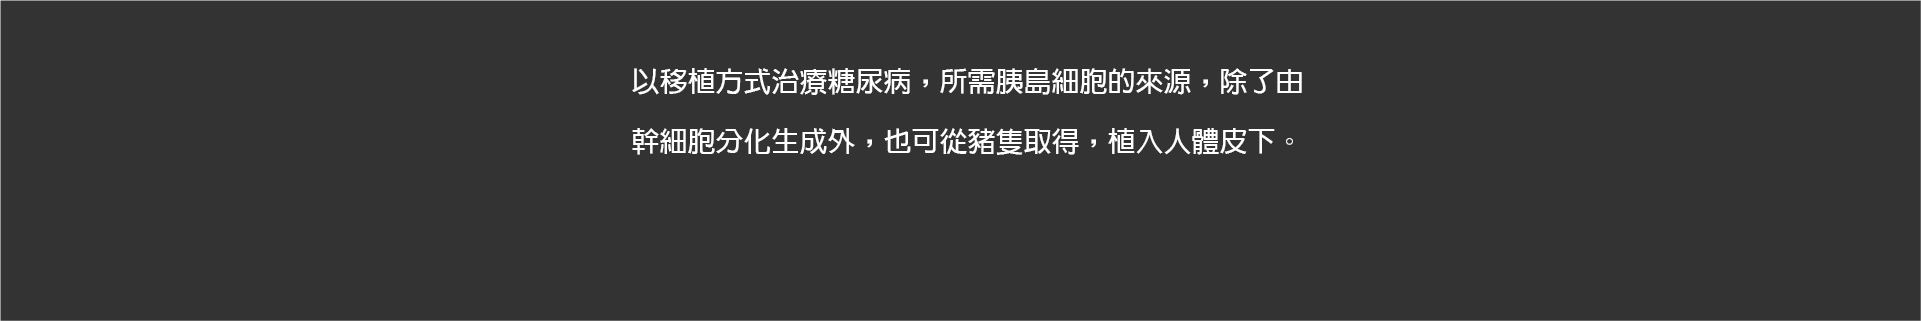 以移植方式治療糖尿病，所需胰島細胞的來源，除了由
幹細胞分化生成外，也可從豬隻取得，植入人體皮下。